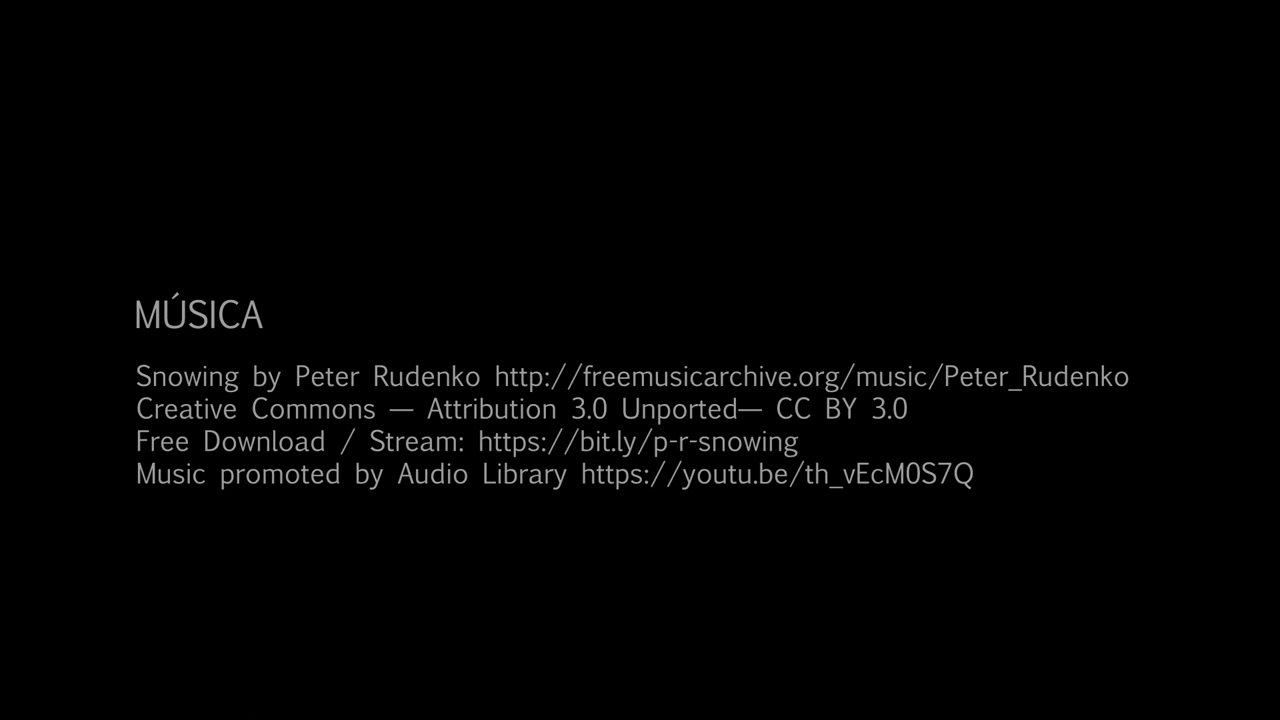 MÚSICA
Snowing by Peter Rudenko http://freemusicarchive.org/music/Peter_Rudenko
Creative Commons — Attribution 3.0 Unported— CC BY 3.0
Free Download / Stream: https://bit.ly/p-r-snowing
Music promoted by Audio Library https://youtu.be/th_vEcM0S7Q